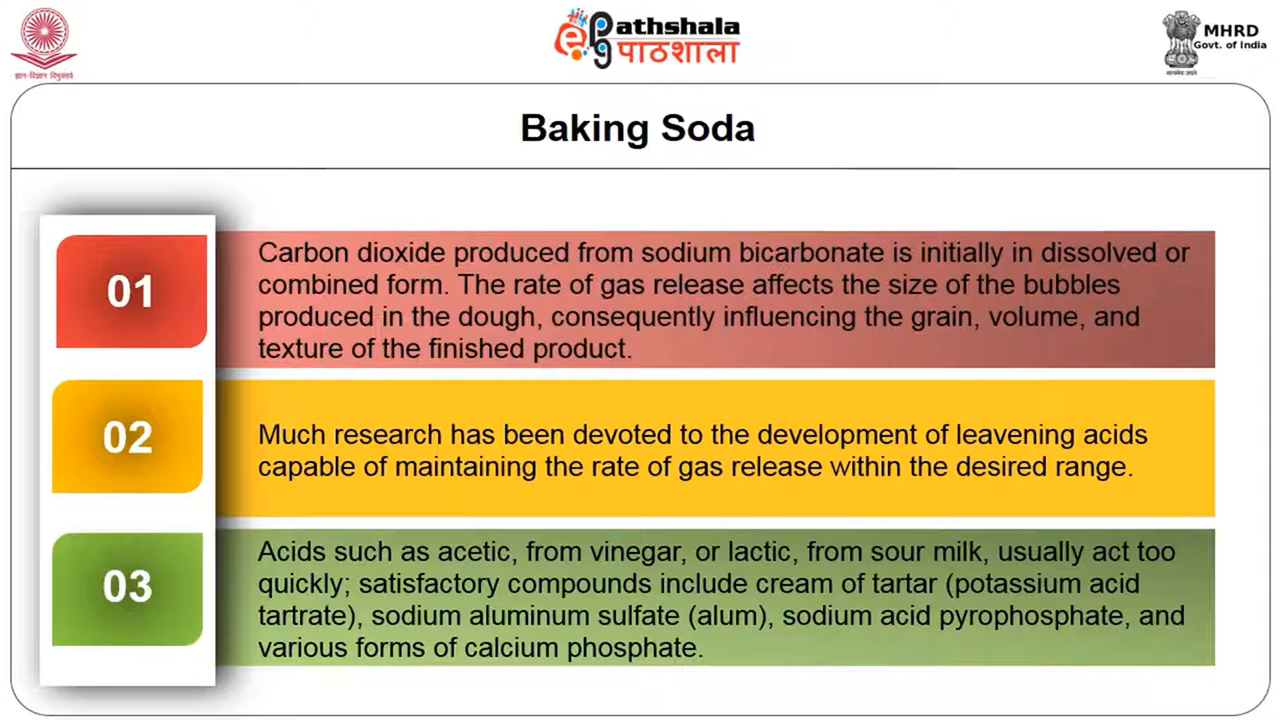 ज्ञान-विज्ञान विमुक्तये
ePathshala
पाठशाला
MHRD
Govt. of India
सत्यमेव जयते
Baking Soda
01
Carbon dioxide produced from sodium bicarbonate is initially in dissolved or
combined form. The rate of gas release affects the size of the bubbles
produced in the dough, consequently influencing the grain, volume, and
texture of the finished product.
02
Much research has been devoted to the development of leavening acids
capable of maintaining the rate of gas release within the desired range.
03
Acids such as acetic, from vinegar, or lactic, from sour milk, usually act too
quickly; satisfactory compounds include cream of tartar (potassium acid
tartrate), sodium aluminum sulfate (alum), sodium acid pyrophosphate, and
various forms of calcium phosphate.